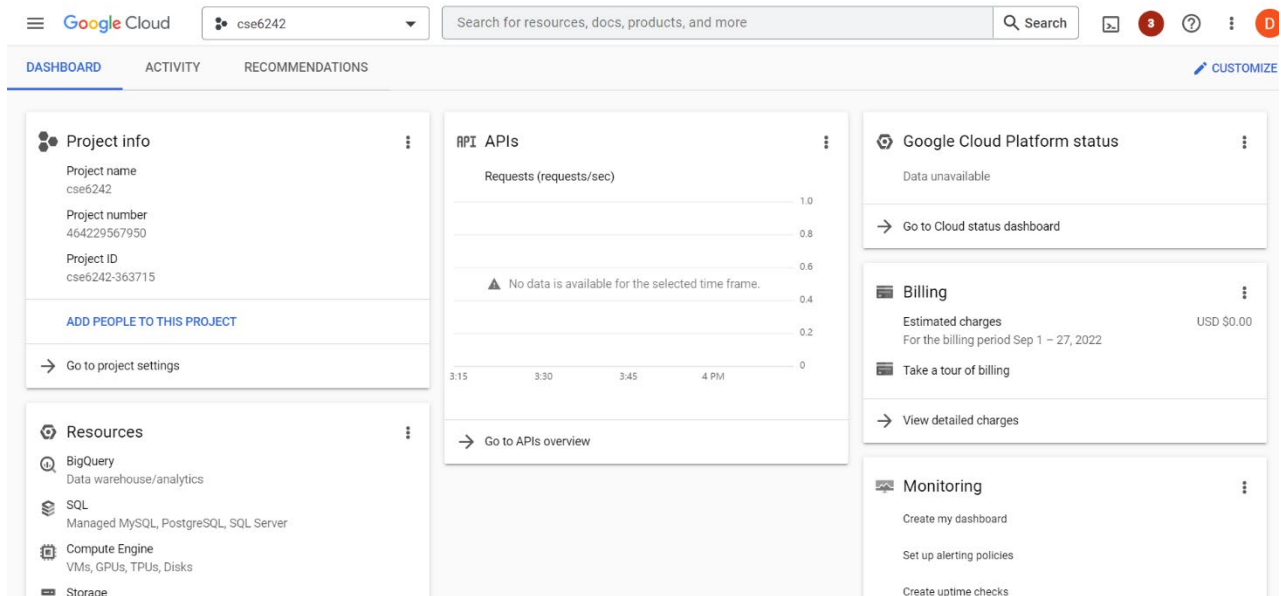 Google Cloud
cse6242
Search for resources, docs, products, and more
Search
3
D
DASHBOARD
ACTIVITY
RECOMMENDATIONS
CUSTOMIZE
Project info
Project name
cse6242
Project number
464229567950
Project ID
cse6242-363715
ADD PEOPLE TO THIS PROJECT
Go to project settings
Resources
BigQuery
Data warehouse/analytics
SQL
Managed MySQL, PostgreSQL, SQL Server
Compute Engine
VMs, GPUs, TPUs, Disks
Storage
API APIs
Requests (requests/sec)
1.0
0.8
0.6
No data is available for the selected time frame.
0.4
0.2
0
3:15 3:30 3:45 4 PM
Go to APIs overview
Google Cloud Platform status
Data unavailable
Go to Cloud status dashboard
Billing
Estimated charges USD $0.00
For the billing period Sep 1 – 27, 2022
Take a tour of billing
View detailed charges
Monitoring
Create my dashboard
Set up alerting policies
Create uptime checks